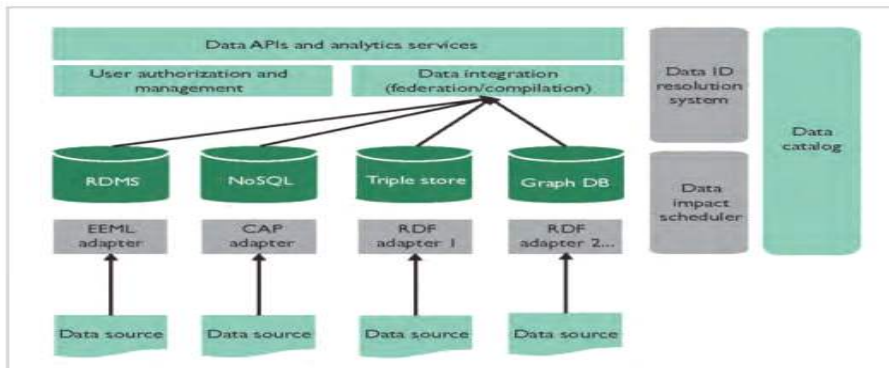 Data APIs and analytics services
User authorization and
management
Data integration
(federation/compilation)
Data ID
resolution
system
Data
catalog
RDMS
NoSQL
Triple store
Graph DB
Data
impact
scheduler
EEML
adapter
CAP
adapter
RDF
adapter 1
RDF
adapter 2...
Data source
Data source
Data source
Data source